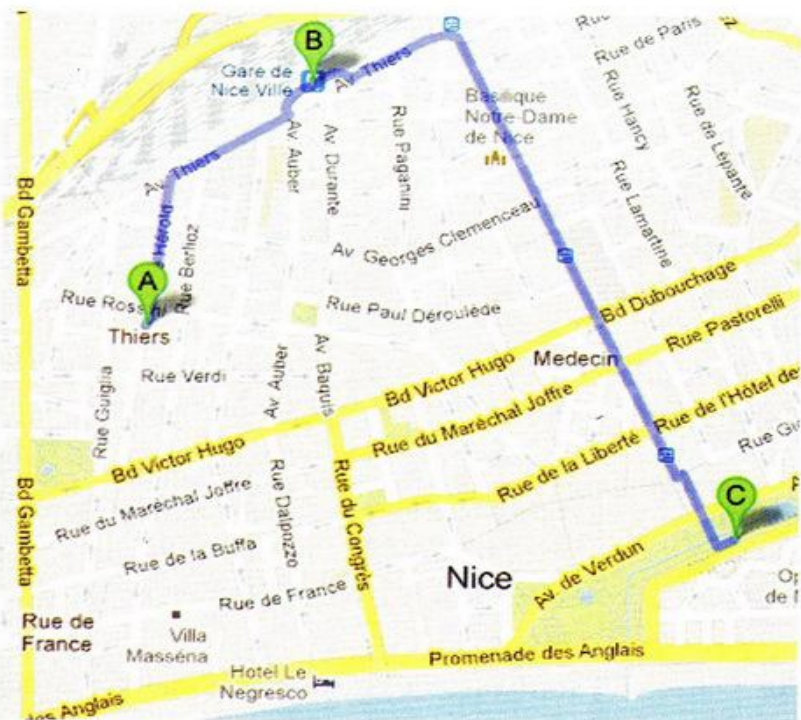 B
Gare de
Nice Ville
Av Thiers
Rue de Paris
Basilique
Notre-Dame
de Nice
Rue Hancy
Rue de Lépante
Bd Gambetta
Av Thiers
Av Auber
Av Durante
Rue Paganini
Rue Lamartine
Hérold
Rue Berlioz
Av Georges Clemenceau
A
Rue Rossini
Thiers
Rue Paul Déroulède
Bd Dubouchage
Rue Verdi
Rue Guiglia
Av Auber
Av Baquis
Bd Victor Hugo
Medecin
Rue Pastorelli
Bd Victor Hugo
Rue du Maréchal Joffre
Rue de l'Hôtel de
Rue de la Liberté
Bd Gambetta
Rue du Maréchal Joffre
Rue Dalpozzo
Rue du Congrès
C
Rue de la Buffa
Nice
Av. de Verdun
Rue de France
Rue de
France
Villa
Masséna
Promenade des Anglais
Hotel Le
Negresco
des Anglais